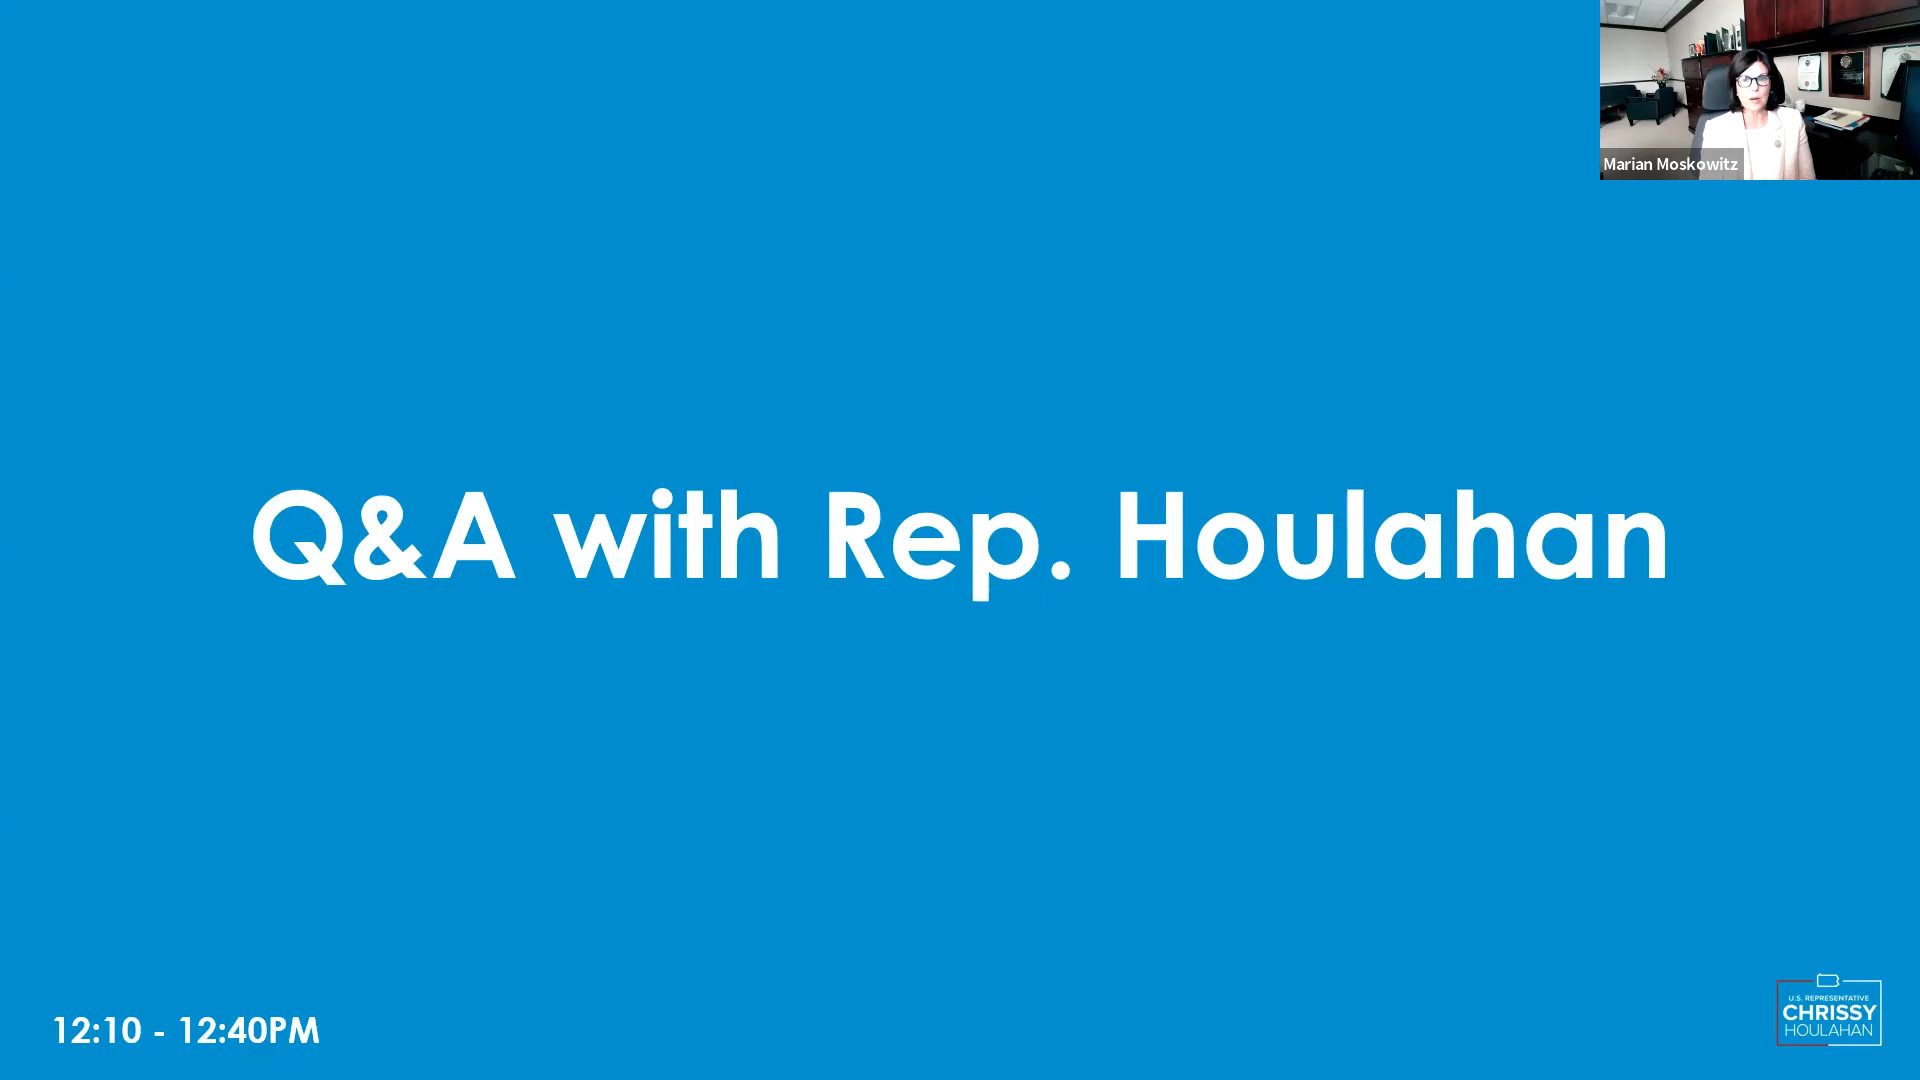 Marian Moskowitz
Q&A with Rep. Houlahan
12:10 - 12:40PM
U.S. REPRESENTATIVE
CHRISSY
HOULAHAN